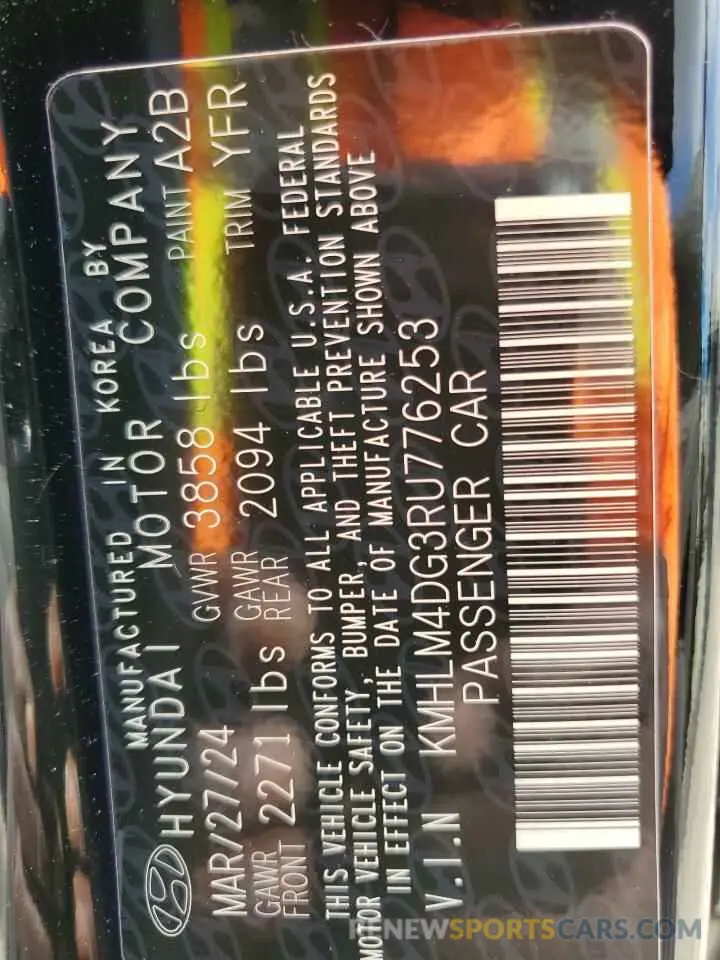 MANUFACTURED IN KOREA BY
HYUNDAI MOTOR COMPANY
MAR/27/24 GVWR 3858 lbs PAINT A2B
GAWR FRONT 2271 lbs GAWR REAR 2094 lbs TRIM YFR
THIS VEHICLE CONFORMS TO ALL APPLICABLE U.S.A. FEDERAL
MOTOR VEHICLE SAFETY, BUMPER, AND THEFT PREVENTION STANDARDS
IN EFFECT ON THE DATE OF MANUFACTURE SHOWN ABOVE
V.I.N KMHLM4DG3RU776253
PASSENGER CAR
RENEWSPORTSCARS.COM